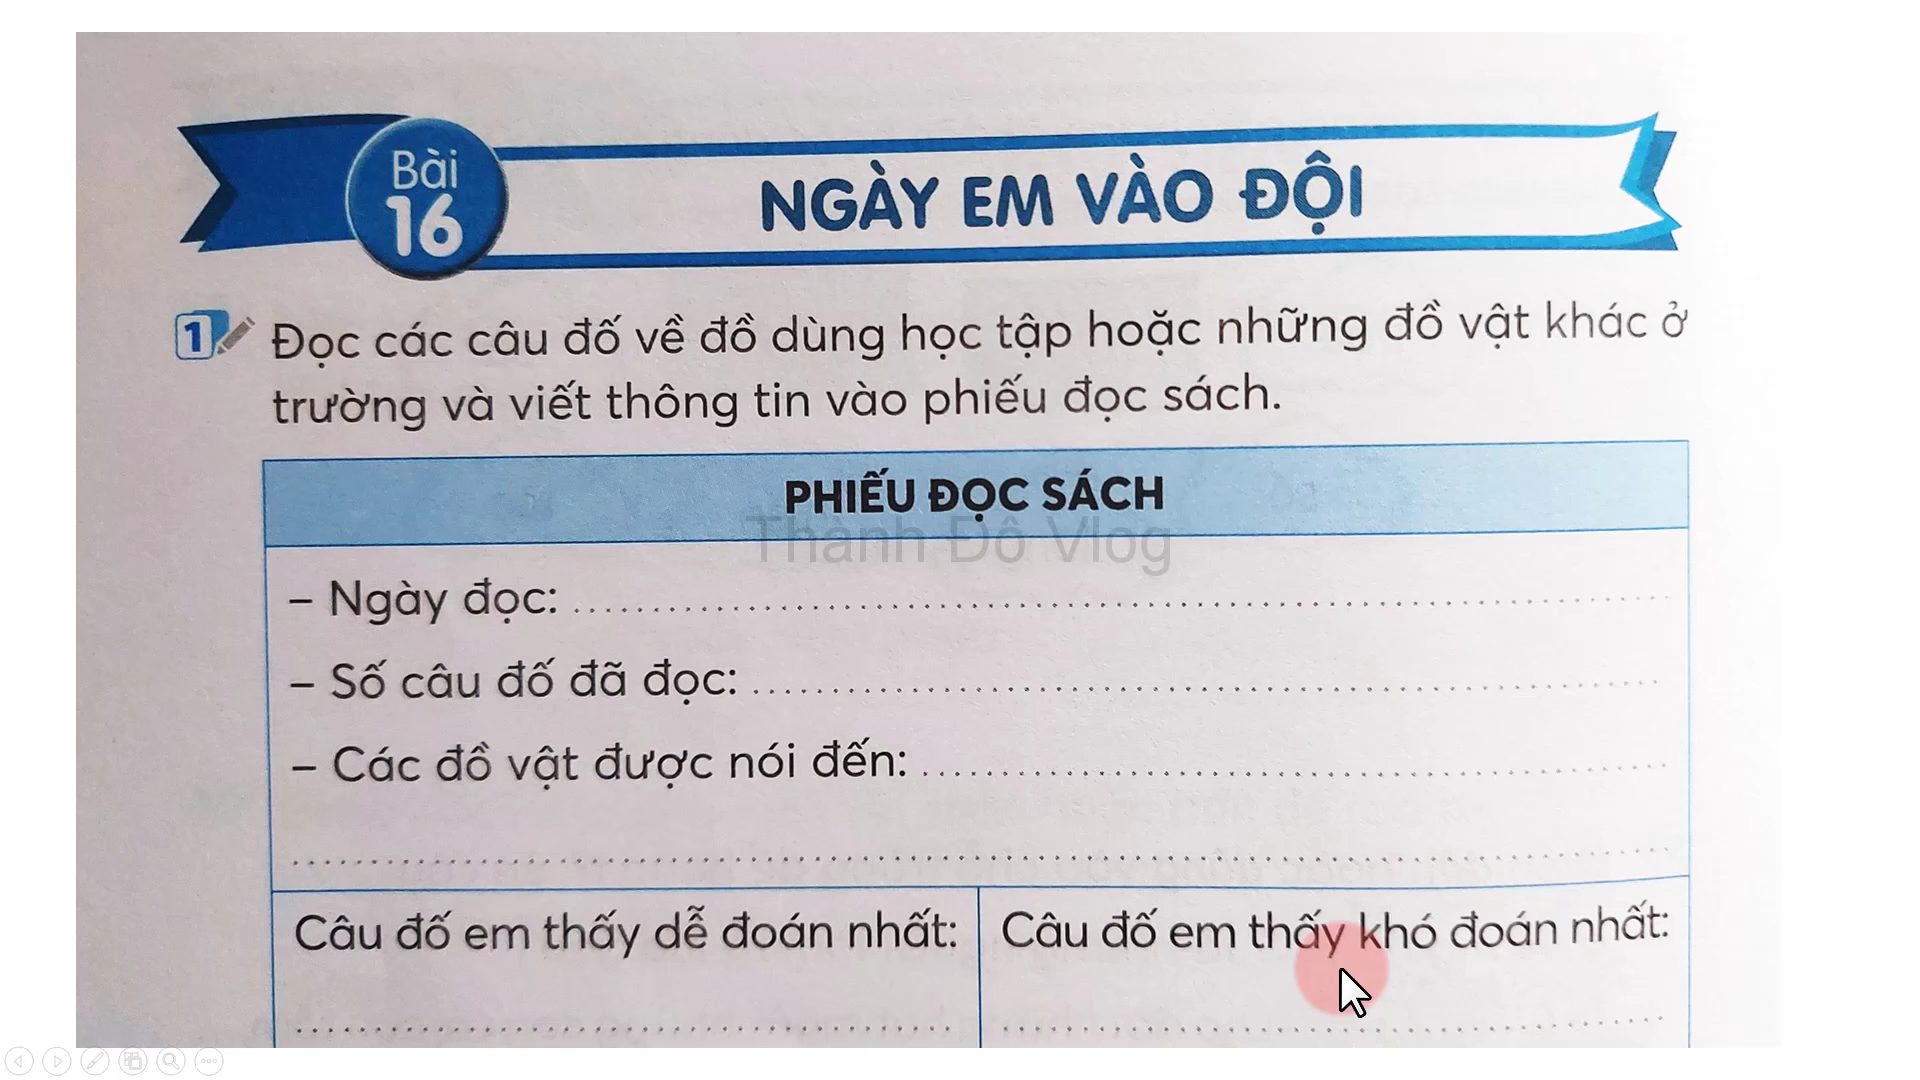 Bài
16
NGÀY EM VÀO ĐỘI
1
Đọc các câu đố về đồ dùng học tập hoặc những đồ vật khác ở
trường và viết thông tin vào phiếu đọc sách.
PHIẾU ĐỌC SÁCH
Thành Đô Vlog
– Ngày đọc: ........................................
– Số câu đố đã đọc: ........................................
– Các đồ vật được nói đến: ........................................
........................................
Câu đố em thấy dễ đoán nhất:
Câu đố em thấy khó đoán nhất:
........................................
........................................